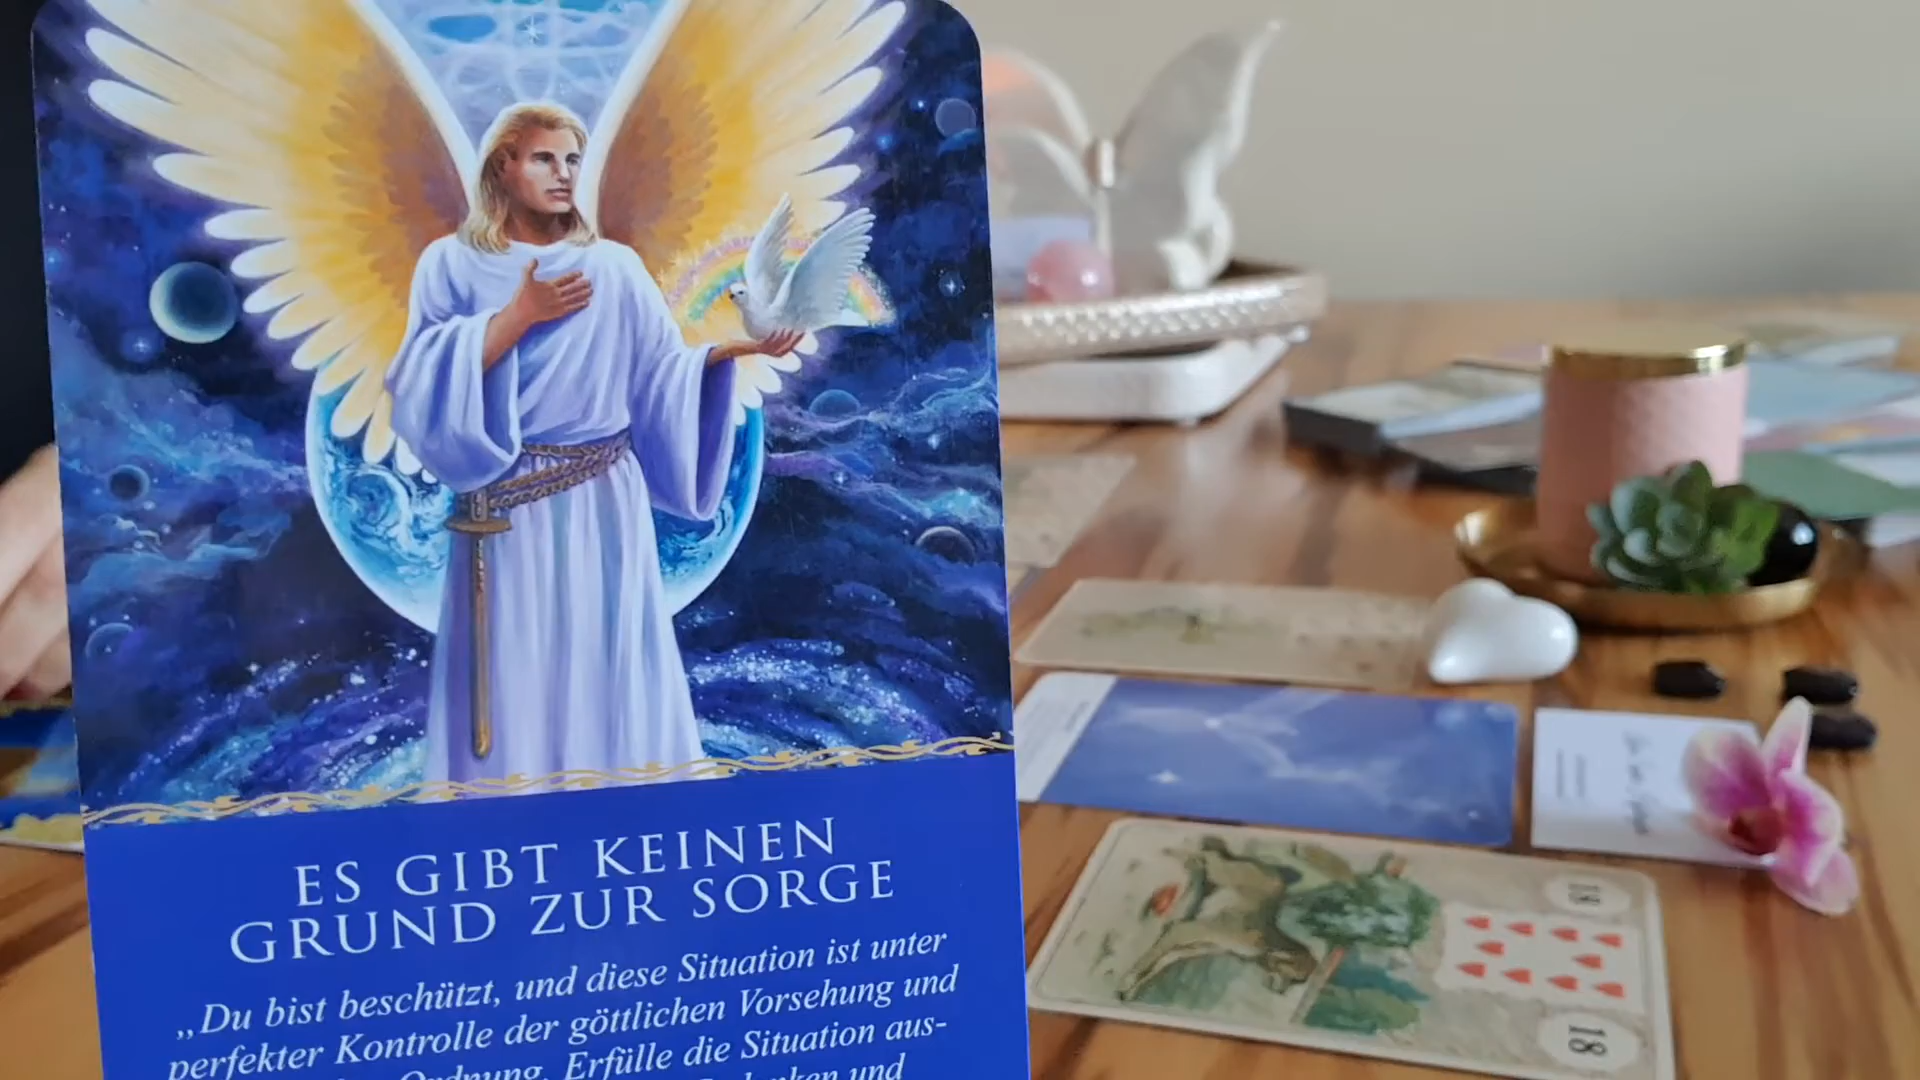 ES GIBT KEINEN
GRUND ZUR SORGE
„Du bist beschützt, und diese Situation ist unter
perfekter Kontrolle der göttlichen Vorsehung und
Ordnung. Erfülle die Situation aus-
und
18
18